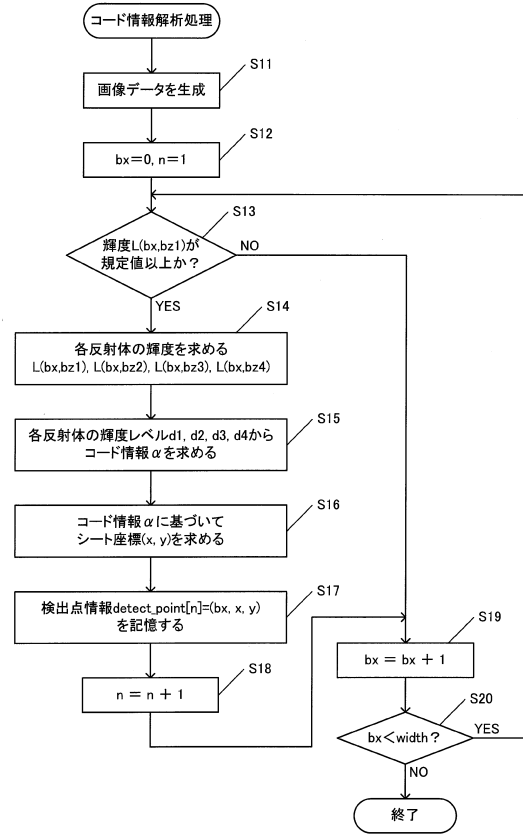 コード情報解析処理
S11
画像データを生成
S12
bx=0, n=1
S13
輝度L(bx,bz1)が
規定値以上か?
NO
YES
S14
各反射体の輝度を求める
L(bx,bz1), L(bx,bz2), L(bx,bz3), L(bx,bz4)
S15
各反射体の輝度レベルd1, d2, d3, d4から
コード情報αを求める
S16
コード情報αに基づいて
シート座標(x, y)を求める
S17
検出点情報detect_point[n]=(bx, x, y)
を記憶する
S18
n = n + 1
S19
bx = bx + 1
S20
bx<width?
YES
NO
終了